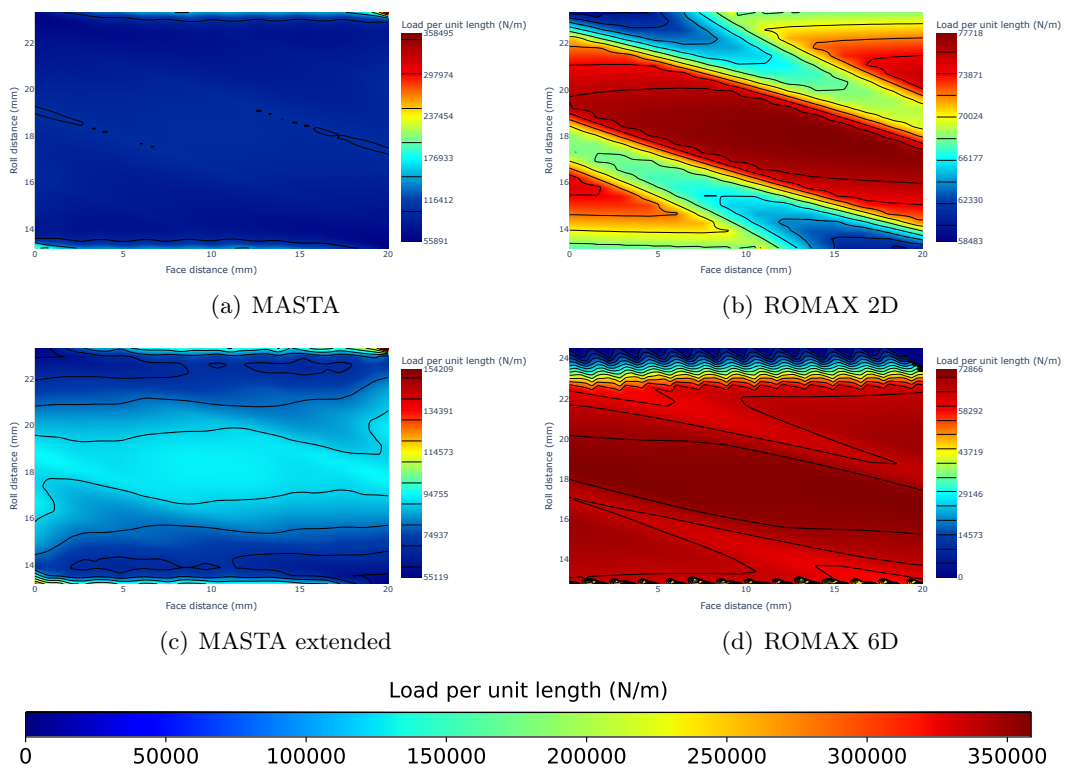 Load per unit length (N/m)
358495
297974
237454
176933
116412
55891
22
20
18
16
14
Roll distance (mm)
0 5 10 15 20
Face distance (mm)
(a) MASTA
Load per unit length (N/m)
77718
73871
70024
66177
62330
58483
22
20
18
16
14
Roll distance (mm)
0 5 10 15 20
Face distance (mm)
(b) ROMAX 2D
Load per unit length (N/m)
154209
134391
114573
94755
74937
55119
22
20
18
16
14
Roll distance (mm)
0 5 10 15 20
Face distance (mm)
(c) MASTA extended
Load per unit length (N/m)
72866
58292
43719
29146
14573
0
24
22
20
18
16
14
Roll distance (mm)
0 5 10 15 20
Face distance (mm)
(d) ROMAX 6D
Load per unit length (N/m)
0 50000 100000 150000 200000 250000 300000 350000